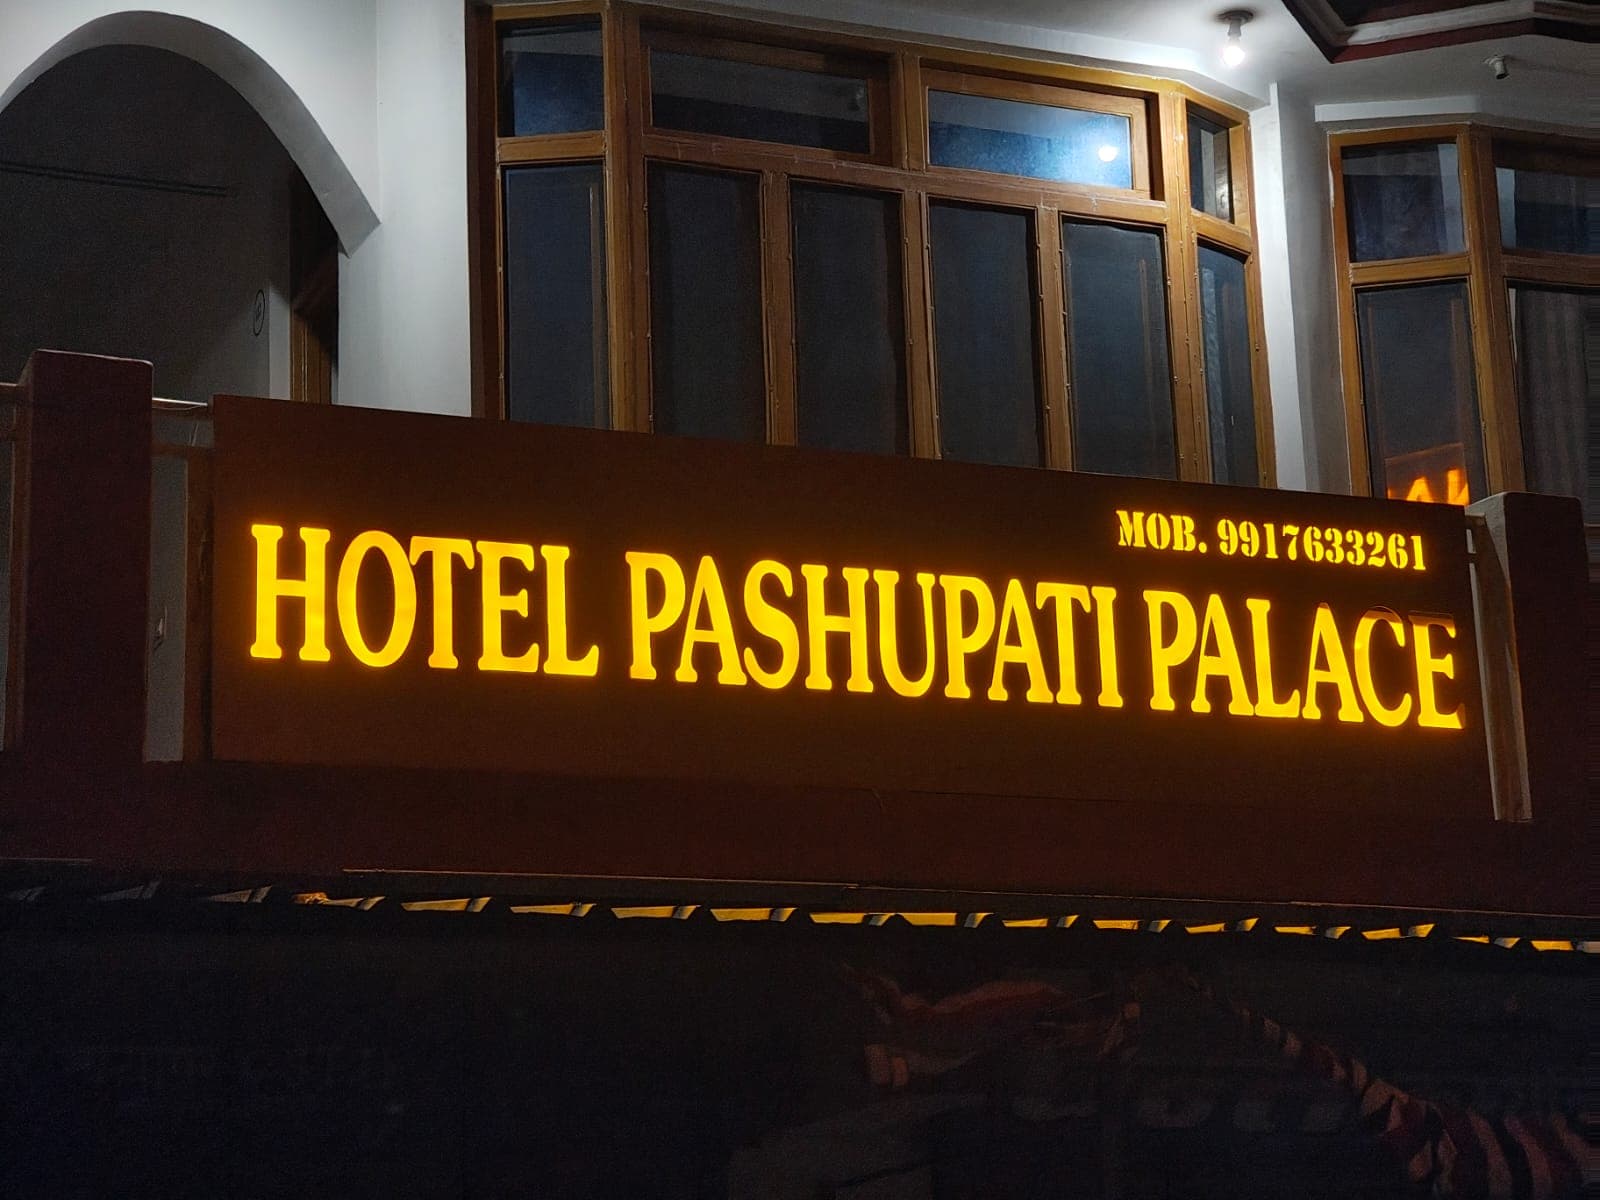 MOB. 9917633261
HOTEL PASHUPATI PALACE